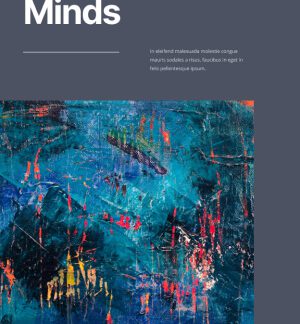 Minds
In eleifend malesuada molestie congue
mauris sodales a risus, faucibus in eget in
felis pellentesque ipsum.